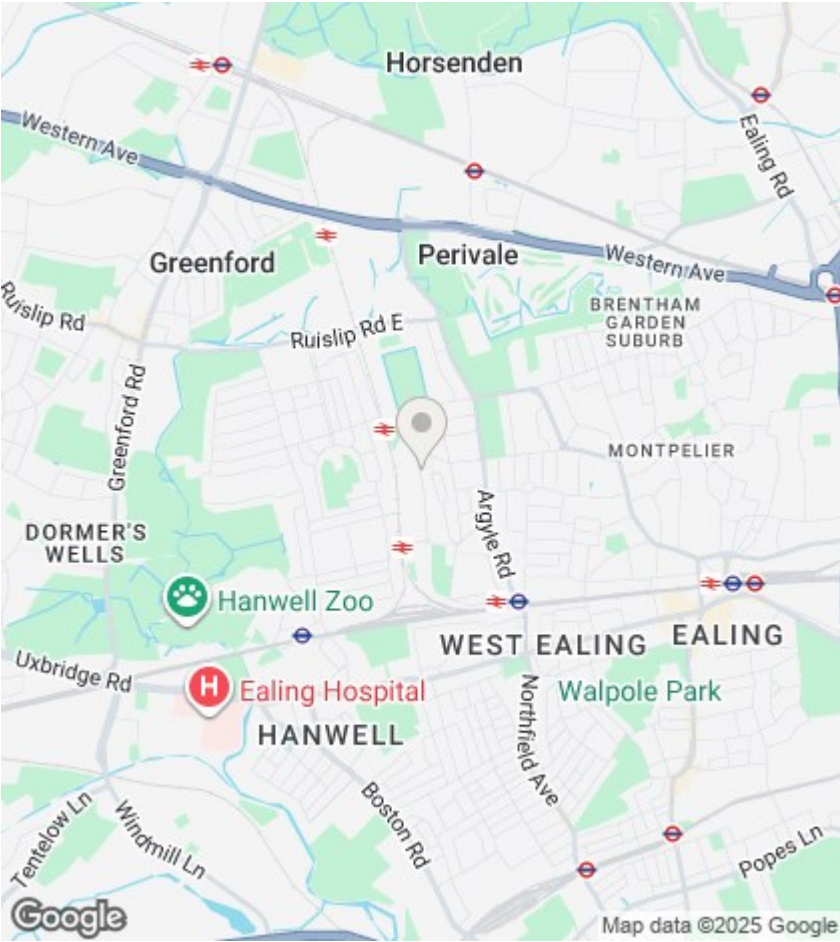 Horsenden
Western Ave
Ealing Rd
Greenford
Perivale
Western Ave
Ruislip Rd
BRENTHAM
GARDEN
SUBURB
Ruislip Rd E
Greenford Rd
MONTPELIER
Argyle Rd
DORMER'S
WELLS
Hanwell Zoo
WEST EALING
EALING
Uxbridge Rd
H
Ealing Hospital
Walpole Park
HANWELL
Northfield Ave
Boston Rd
Tentelow Ln
Windmill Ln
Popes Ln
Google
Map data ©2025 Google